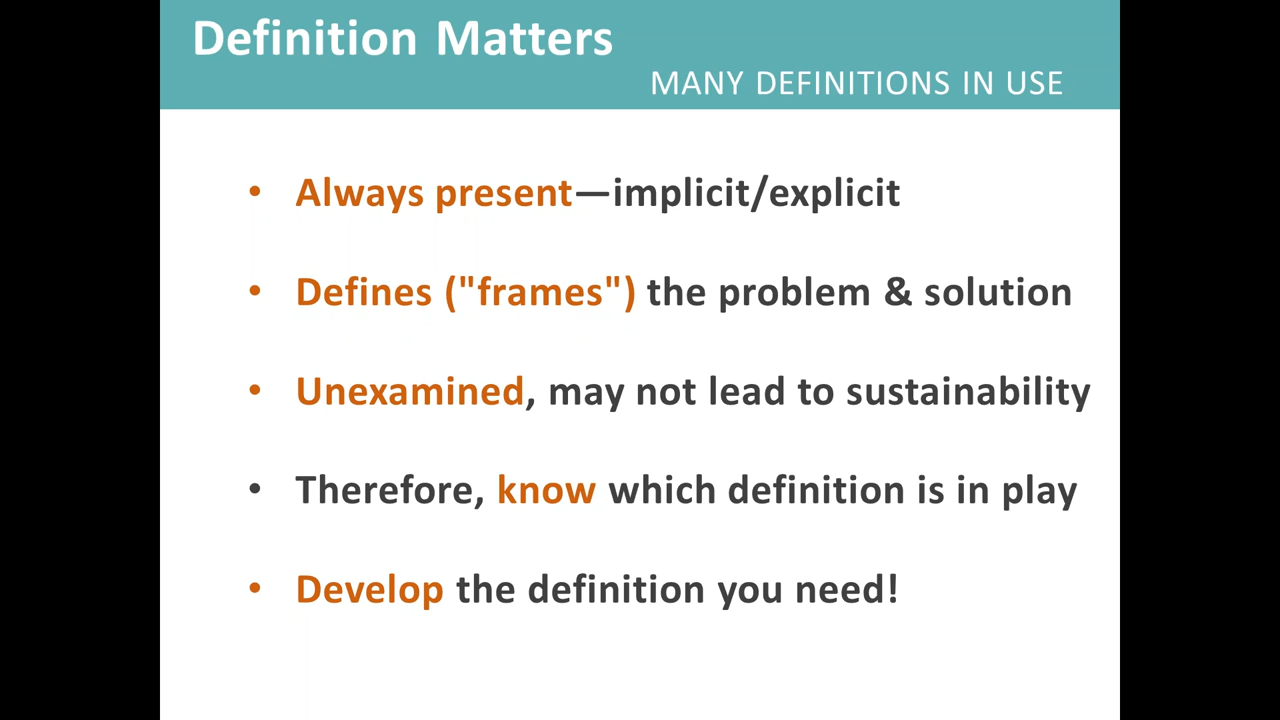 Definition Matters
MANY DEFINITIONS IN USE
• Always present—implicit/explicit
• Defines ("frames") the problem & solution
• Unexamined, may not lead to sustainability
• Therefore, know which definition is in play
• Develop the definition you need!